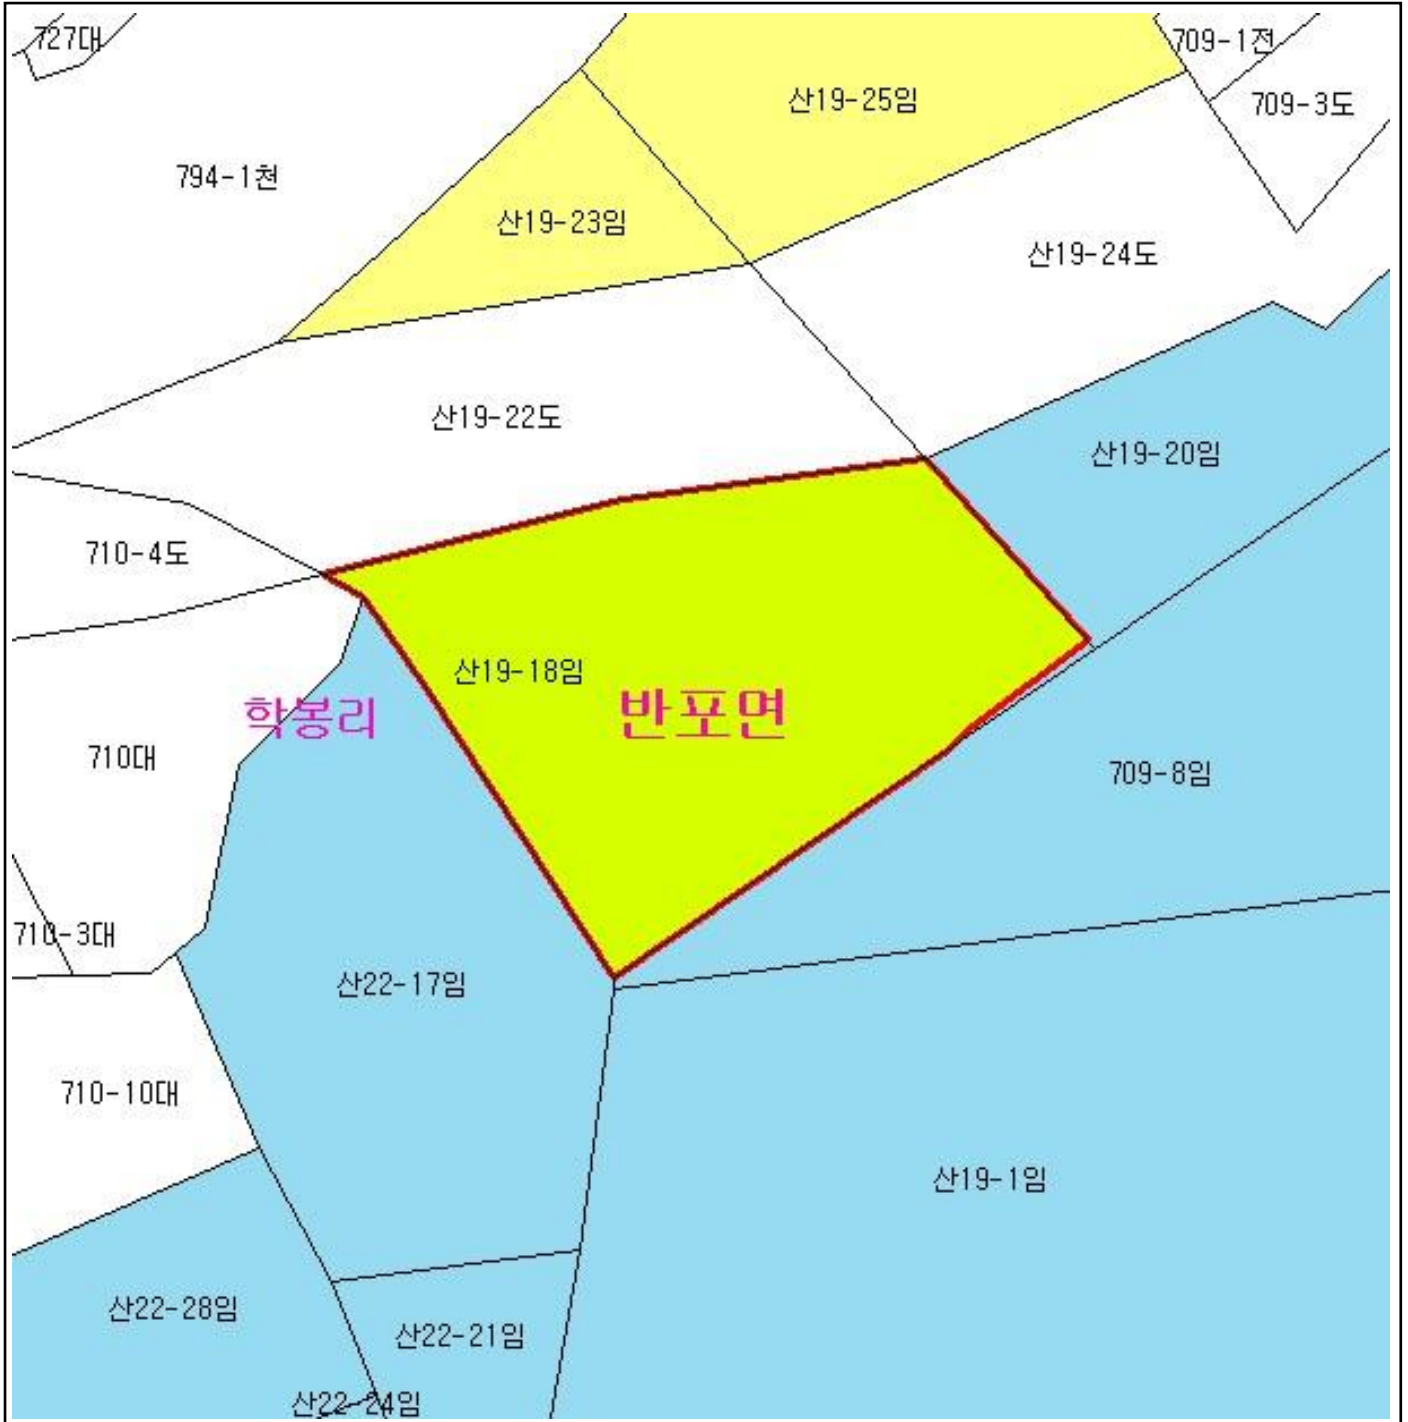 727대
709-1전
산19-25임
709-3도
794-1천
산19-23임
산19-24도
산19-22도
산19-20임
710-4도
산19-18임
학봉리
반포면
710대
709-8임
710-3대
산22-17임
710-10대
산19-1임
산22-28임
산22-21임
산22-24임